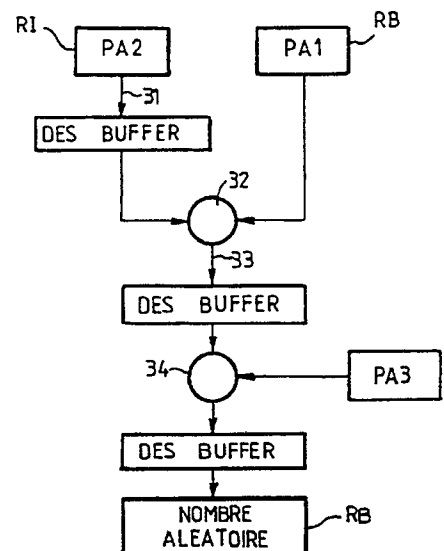 RI
PA2
PA1
RB
31
DES BUFFER
32
33
DES BUFFER
34
PA3
DES BUFFER
NOMBRE
ALEATOIRE
RB